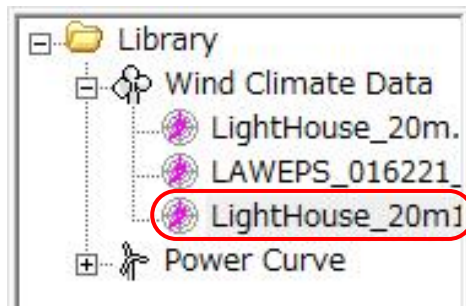 Library
Wind Climate Data
LightHouse_20m.
LAWEPS_016221_
LightHouse_20m1
Power Curve